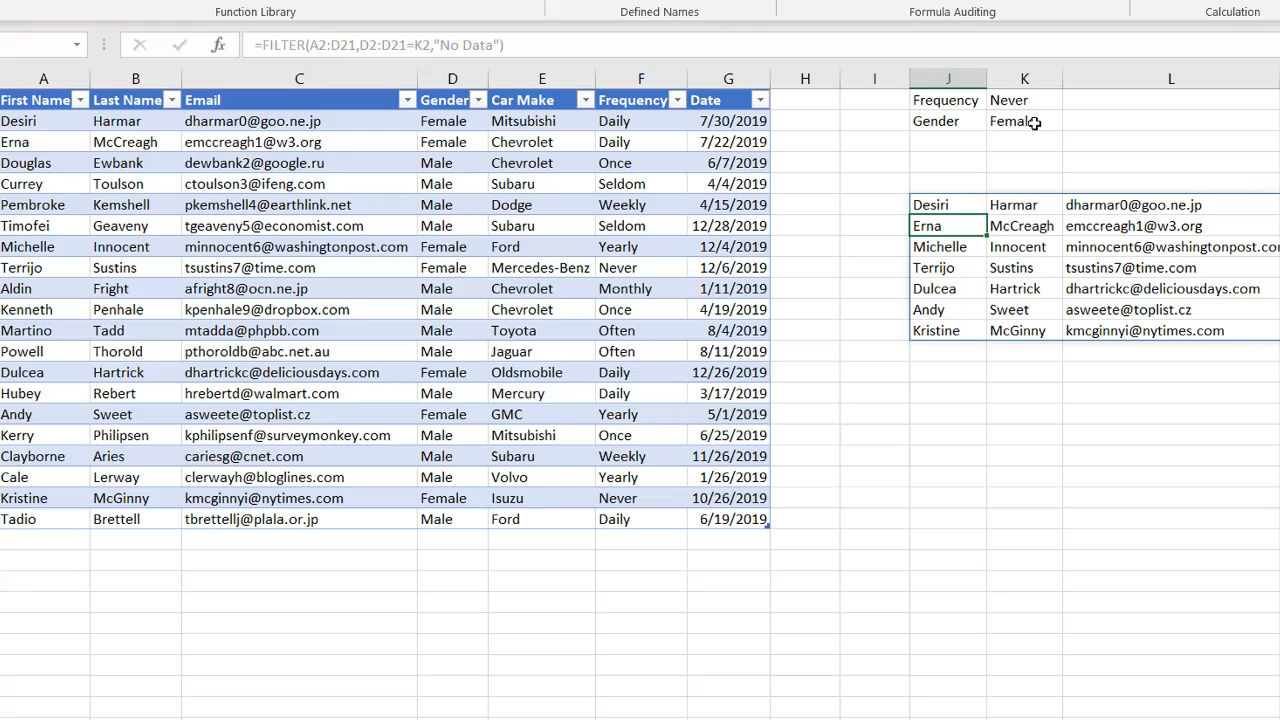 Function Library Defined Names Formula Auditing Calculation
fx =FILTER(A2:D21,D2:D21=K2,"No Data")
A B C D E F G H I J K L
First Name Last Name Email Gender Car Make Frequency Date Frequency Never
Desiri Harmar dharmar0@goo.ne.jp Female Mitsubishi Daily 7/30/2019 Gender Female
Erna McCreagh emccreagh1@w3.org Female Chevrolet Daily 7/22/2019
Douglas Ewbank dewbank2@google.ru Male Chevrolet Once 6/7/2019
Currey Toulson ctoulson3@ifeng.com Male Subaru Seldom 4/4/2019
Pembroke Kemshell pkemshell4@earthlink.net Male Dodge Weekly 4/15/2019 Desiri Harmar dharmar0@goo.ne.jp
Timofei Geaveny tgeaveny5@economist.com Male Subaru Seldom 12/28/2019 Erna McCreagh emccreagh1@w3.org
Michelle Innocent minnocent6@washingtonpost.com Female Ford Yearly 12/4/2019 Michelle Innocent minnocent6@washingtonpost.com
Terrijo Sustins tsustins7@time.com Female Mercedes-Benz Never 12/6/2019 Terrijo Sustins tsustins7@time.com
Aldin Fright afright8@ocn.ne.jp Male Chevrolet Monthly 1/11/2019 Dulcea Hartrick dhartrickc@deliciousdays.com
Kenneth Penhale kpenhale9@dropbox.com Male Chevrolet Once 4/19/2019 Andy Sweet asweete@toplist.cz
Martino Tadd mtadda@phpbb.com Male Toyota Often 8/4/2019 Kristine McGinny kmcginnyi@nytimes.com
Powell Thorold pthoroldb@abc.net.au Male Jaguar Often 8/11/2019
Dulcea Hartrick dhartrickc@deliciousdays.com Female Oldsmobile Daily 12/26/2019
Hubey Rebert hrebertd@walmart.com Male Mercury Daily 3/17/2019
Andy Sweet asweete@toplist.cz Female GMC Yearly 5/1/2019
Kerry Philipsen kphilipsenf@surveymonkey.com Male Mitsubishi Once 6/25/2019
Clayborne Aries cariesg@cnet.com Male Subaru Weekly 11/26/2019
Cale Lerway clerwayh@bloglines.com Male Volvo Yearly 1/26/2019
Kristine McGinny kmcginnyi@nytimes.com Female Isuzu Never 10/26/2019
Tadio Brettell tbrettellj@plala.or.jp Male Ford Daily 6/19/2019